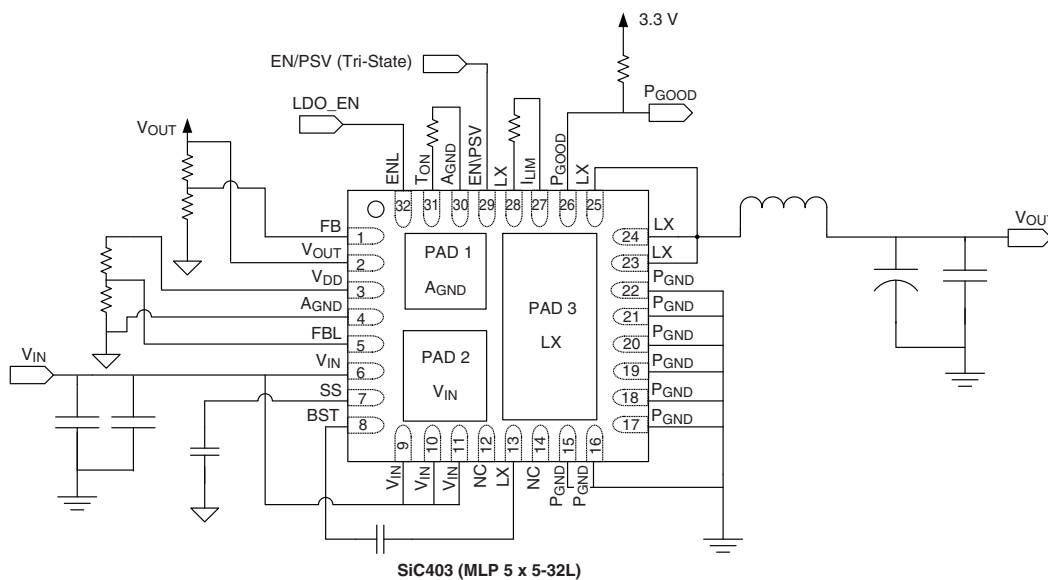 3.3 V
EN/PSV (Tri-State)
PGOOD
LDO_EN
VOUT
ENL
TON
AGND
EN\PSV
LX
ILIM
PGOOD
LX
32
31
30
29
28
27
26
25
FB
1
VOUT
2
VDD
3
AGND
4
FBL
5
VIN
VIN
6
SS
7
BST
8
PAD 1
AGND
PAD 2
VIN
PAD 3
LX
24
LX
23
LX
22
PGND
21
PGND
20
PGND
19
PGND
18
PGND
17
PGND
VOUT
9
10
11
12
13
14
15
16
VIN
VIN
VIN
NC
LX
NC
PGND
PGND
SiC403 (MLP 5 x 5-32L)